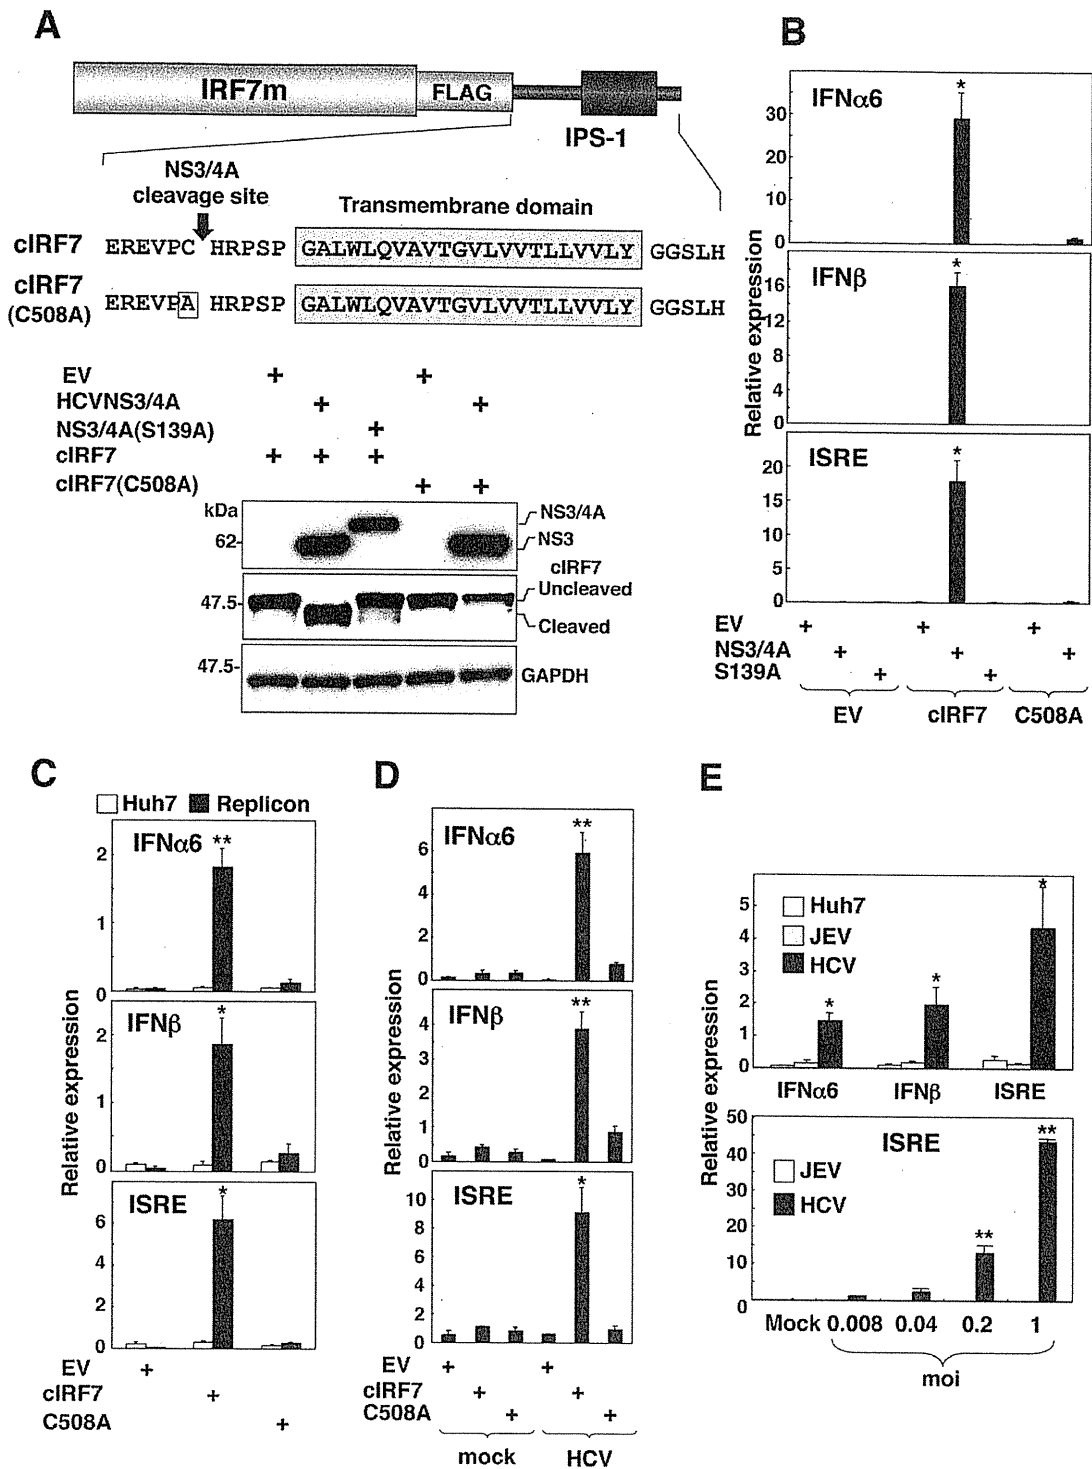 A
IRF7m
FLAG
IPS-1
NS3/4A
cleavage site
Transmembrane domain
cIRF7 EREVPC HRPSP GALWLQVAVTGVLVVTLLVVLY GGSLH
cIRF7
(C508A) EREVPA HRPSP GALWLQVAVTGVLVVTLLVVLY GGSLH
EV + +
HCVNS3/4A + +
NS3/4A(S139A) +
cIRF7 + + +
cIRF7(C508A) + +
kDa
62-
NS3/4A
NS3
cIRF7
47.5-
Uncleaved
Cleaved
47.5-
GAPDH
B
Relative expression
IFNα6
*
30
20
10
0
IFNβ
*
16
12
8
4
0
ISRE
*
20
15
10
5
0
EV + + +
NS3/4A + + +
S139A + +
EV cIRF7 C508A
C
Huh7 Replicon
Relative expression
IFNα6
**
2
1
0
IFNβ
*
2
1
0
ISRE
*
6
4
2
0
EV +
cIRF7 +
C508A +
D
Relative expression
IFNα6
**
6
4
2
0
IFNβ
**
4
3
2
1
0
ISRE
*
10
8
6
4
2
0
EV + +
cIRF7 + +
C508A + +
mock HCV
E
Relative expression
Huh7
JEV
HCV
* * *
5
4
3
2
1
0
IFNα6 IFNβ ISRE
ISRE
JEV
HCV
** **
50
40
30
20
10
0
Mock 0.008 0.04 0.2 1
moi